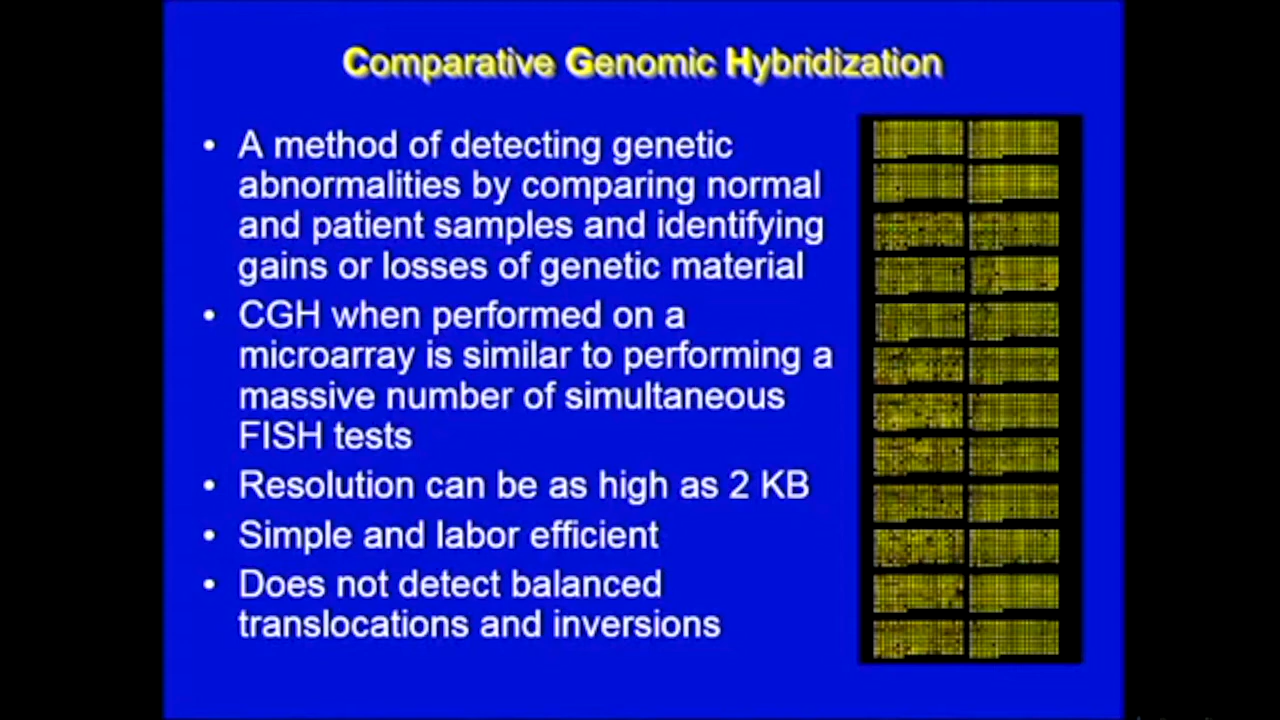 Comparative Genomic Hybridization
• A method of detecting genetic
abnormalities by comparing normal
and patient samples and identifying
gains or losses of genetic material
• CGH when performed on a
microarray is similar to performing a
massive number of simultaneous
FISH tests
• Resolution can be as high as 2 KB
• Simple and labor efficient
• Does not detect balanced
translocations and inversions